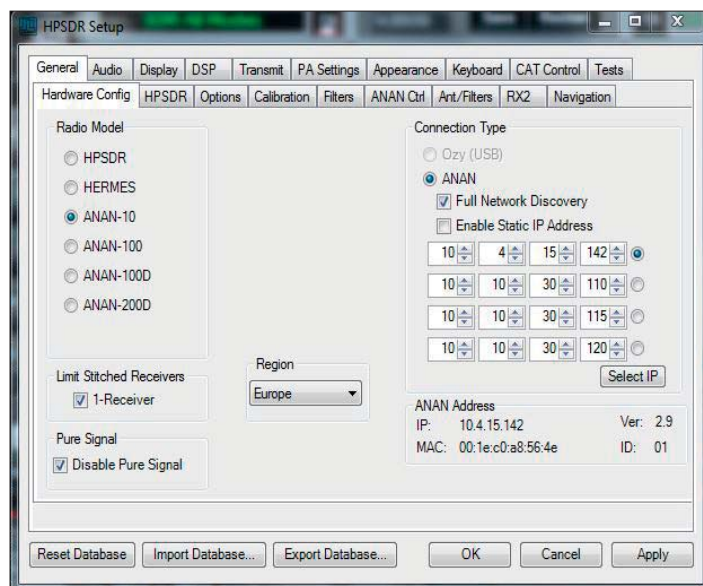 HPSDR Setup
General Audio Display DSP Transmit PA Settings Appearance Keyboard CAT Control Tests
Hardware Config HPSDR Options Calibration Filters ANAN Ctrl Ant/Filters RX2 Navigation
Radio Model
HPSDR
HERMES
ANAN-10
ANAN-100
ANAN-100D
ANAN-200D
Limit Stitched Receivers
1-Receiver
Pure Signal
Disable Pure Signal
Region
Europe
Connection Type
Ozy (USB)
ANAN
Full Network Discovery
Enable Static IP Address
10 4 15 142
10 10 30 110
10 10 30 115
10 10 30 120
Select IP
ANAN Address
IP: 10.4.15.142 Ver: 2.9
MAC: 00:1e:c0:a8:56:4e ID: 01
Reset Database Import Database... Export Database... OK Cancel Apply